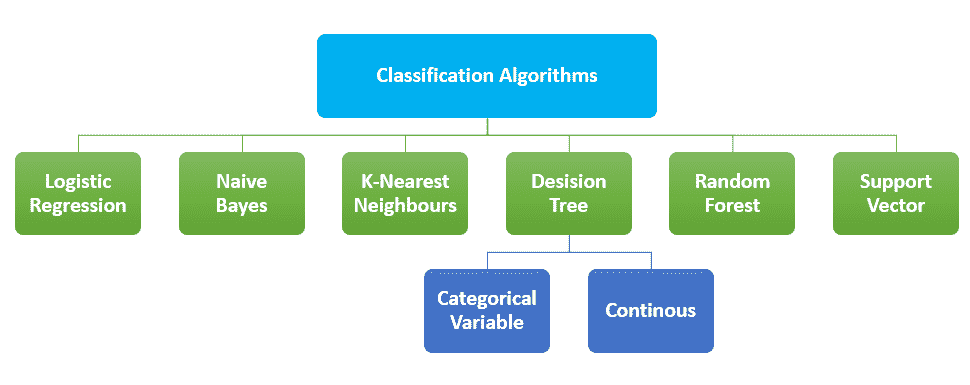 Classification Algorithms
Logistic
Regression
Naive
Bayes
K-Nearest
Neighbours
Desision
Tree
Random
Forest
Support
Vector
Categorical
Variable
Continous